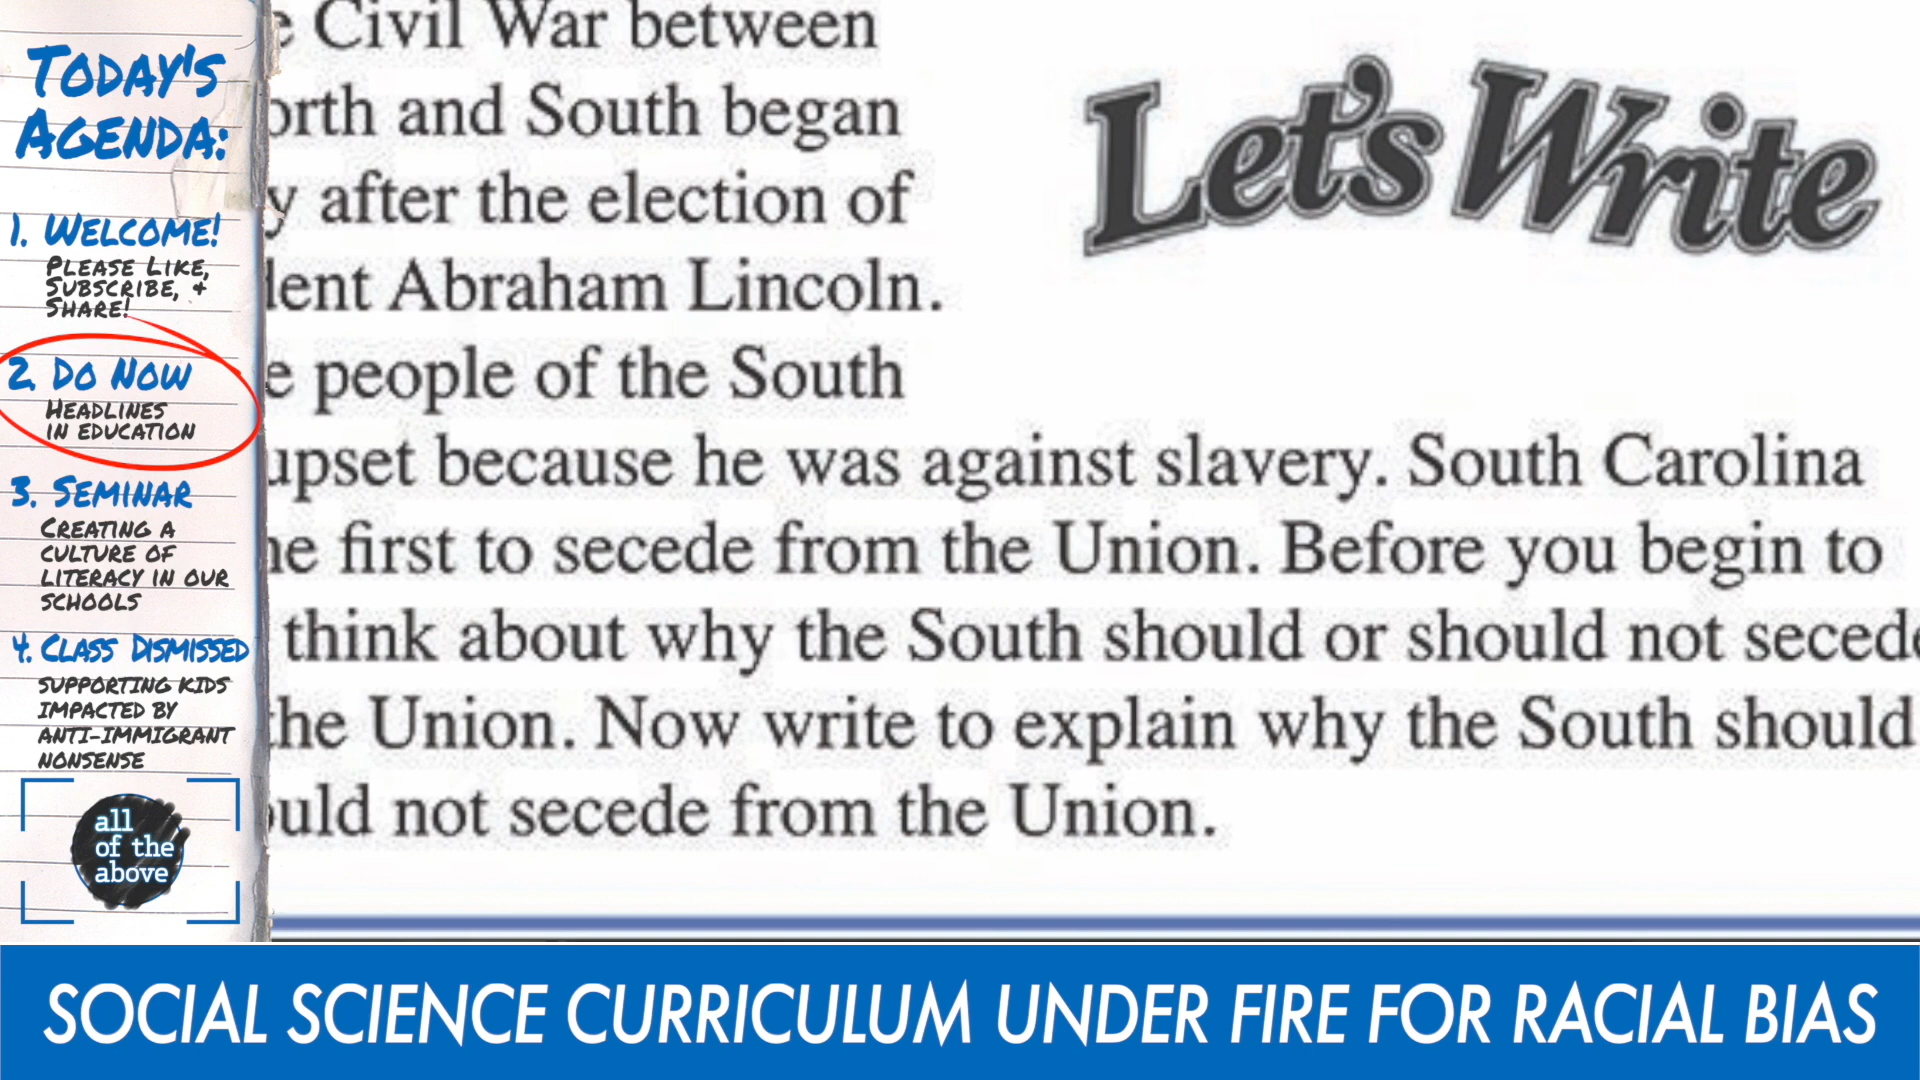 TODAY'S
AGENDA:
1. WELCOME!
PLEASE LIKE,
SUBSCRIBE, +
SHARE!
2. DO NOW
HEADLINES
IN EDUCATION
3. SEMINAR
CREATING A
CULTURE OF
LITERACY IN OUR
SCHOOLS
4. CLASS DISMISSED
SUPPORTING KIDS
IMPACTED BY
ANTI-IMMIGRANT
NONSENSE
all
of the
above
Let's Write
e Civil War between
orth and South began
y after the election of
dent Abraham Lincoln.
e people of the South
upset because he was against slavery. South Carolina
he first to secede from the Union. Before you begin to
think about why the South should or should not secede
the Union. Now write to explain why the South should
ould not secede from the Union.
SOCIAL SCIENCE CURRICULUM UNDER FIRE FOR RACIAL BIAS